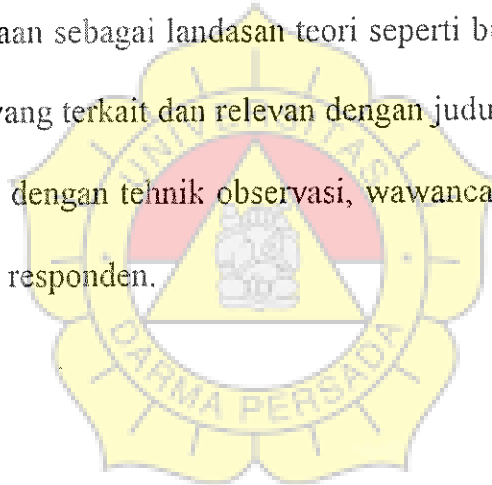 aan sebagai landasan teori seperti b
yang terkait dan relevan dengan judu
dengan tehnik observasi, wawanca
responden.
UNIVERSITAS
DARMA PERSADA